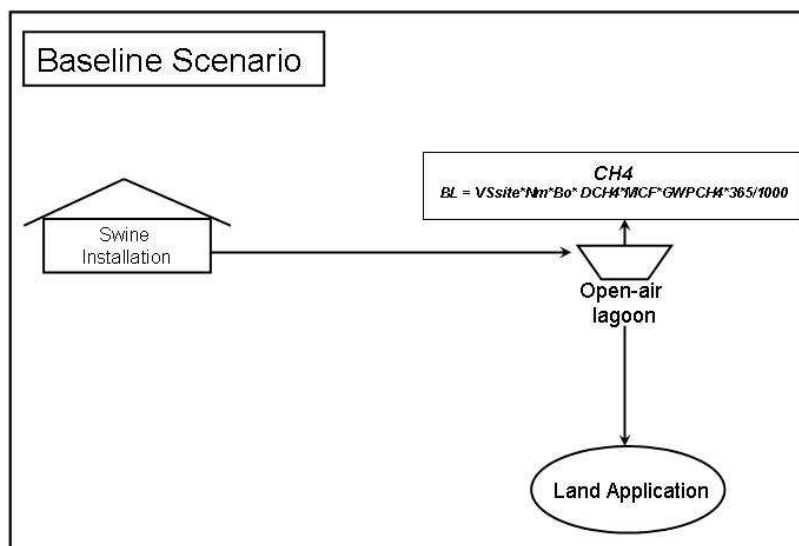 Baseline Scenario
CH4
BL = VSsite*Nm*Bo* DCH4*MCF*GWPCH4*365/1000
Swine
Installation
Open-air
lagoon
Land Application